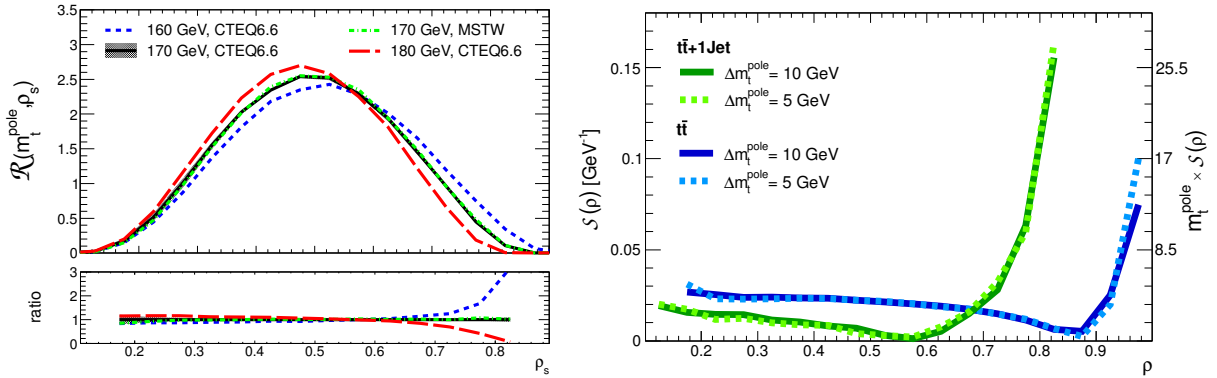 160 GeV, CTEQ6.6 170 GeV, MSTW
170 GeV, CTEQ6.6 180 GeV, CTEQ6.6
ℛ(m_t^pole,ρ_s)
4
3.5
3
2.5
2
1.5
1
0.5
0
ratio
3
2
1
0
0.2 0.3 0.4 0.5 0.6 0.7 0.8
ρ_s
tt̄+1Jet
Δm_t^pole = 10 GeV
Δm_t^pole = 5 GeV
tt̄
Δm_t^pole = 10 GeV
Δm_t^pole = 5 GeV
𝒮(ρ) [GeV⁻¹]
0.15
0.1
0.05
0
25.5
17
8.5
m_t^pole × 𝒮(ρ)
0.2 0.3 0.4 0.5 0.6 0.7 0.8 0.9
ρ